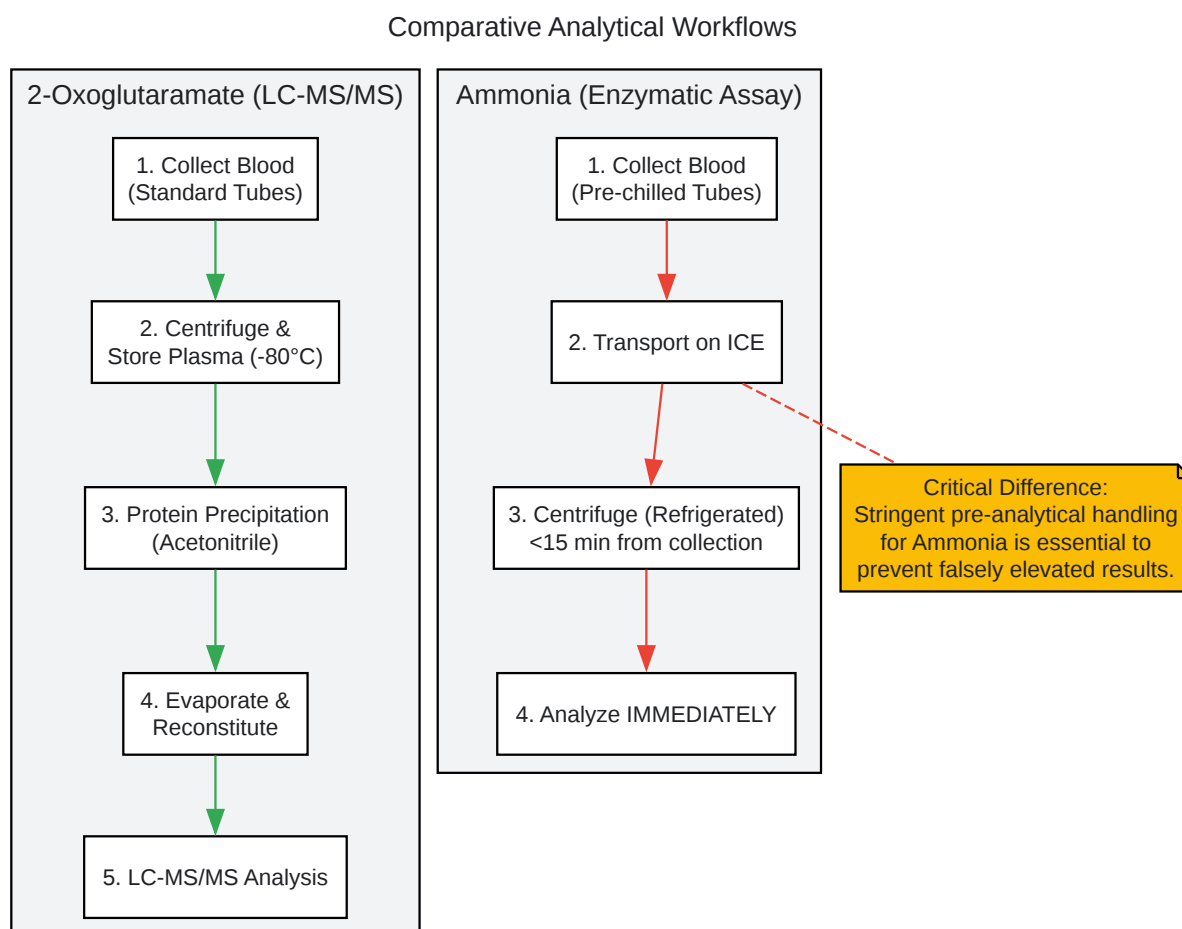 Comparative Analytical Workflows
2-Oxoglutaramate (LC-MS/MS)
1. Collect Blood
(Standard Tubes)
2. Centrifuge &
Store Plasma (-80°C)
3. Protein Precipitation
(Acetonitrile)
4. Evaporate &
Reconstitute
5. LC-MS/MS Analysis
Ammonia (Enzymatic Assay)
1. Collect Blood
(Pre-chilled Tubes)
2. Transport on ICE
3. Centrifuge (Refrigerated)
<15 min from collection
4. Analyze IMMEDIATELY
Critical Difference:
Stringent pre-analytical handling
for Ammonia is essential to
prevent falsely elevated results.